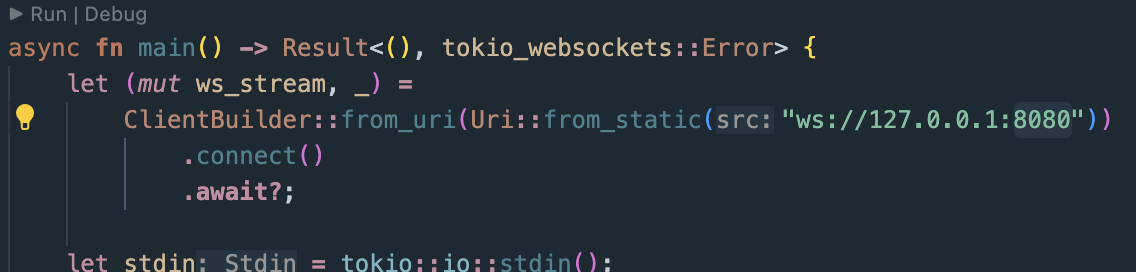 ▶ Run | Debug
async fn main() -> Result<(), tokio_websockets::Error> {
    let (mut ws_stream, _) =
        ClientBuilder::from_uri(Uri::from_static(src: "ws://127.0.0.1:8080"))
            .connect()
            .await?;
    let stdin: Stdin = tokio::io::stdin();